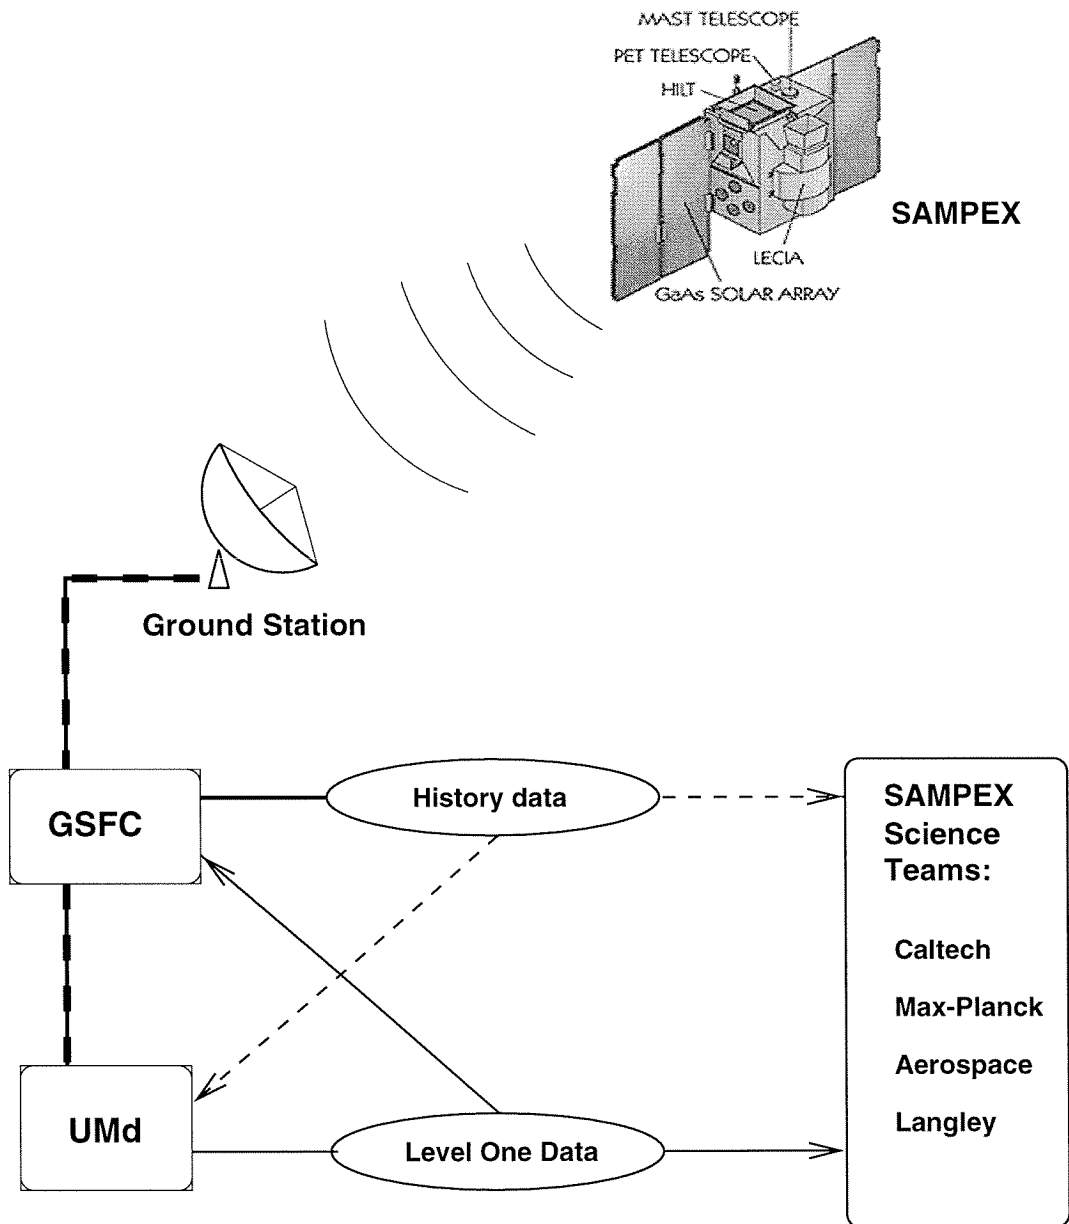 MAST TELESCOPE
PET TELESCOPE
HILT
SAMPEX
LECIA
GaAs SOLAR ARRAY
Ground Station
GSFC
History data
SAMPEX
Science
Teams:
Caltech
Max-Planck
Aerospace
Langley
UMd
Level One Data